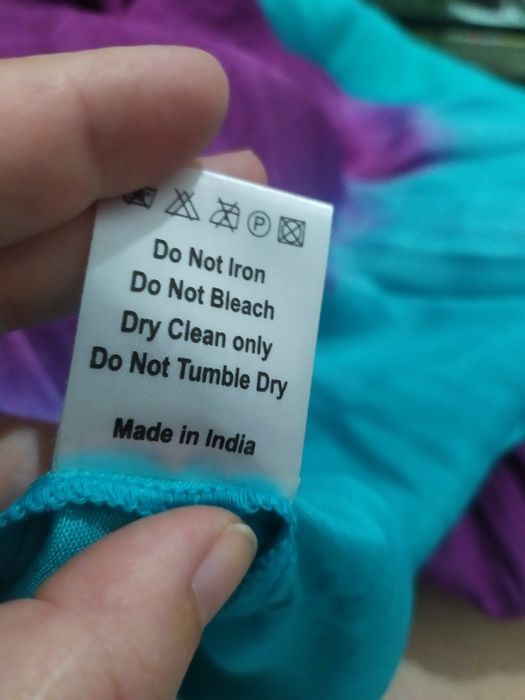 P
Do Not Iron
Do Not Bleach
Dry Clean only
Do Not Tumble Dry
Made in India